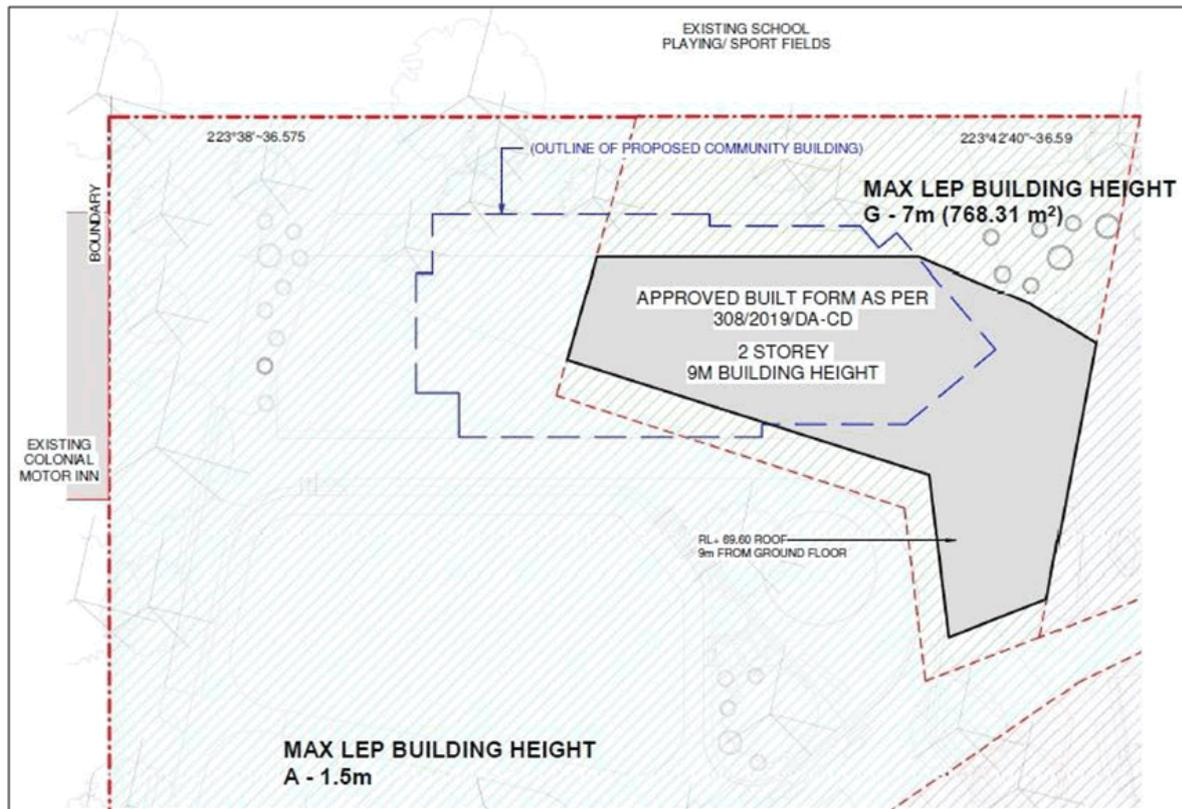 EXISTING SCHOOL
PLAYING/ SPORT FIELDS
223°38'~36.575
(OUTLINE OF PROPOSED COMMUNITY BUILDING)
223°42'40"~36.59
BOUNDARY
MAX LEP BUILDING HEIGHT
G - 7m (768.31 m²)
APPROVED BUILT FORM AS PER
308/2019/DA-CD
2 STOREY
9M BUILDING HEIGHT
EXISTING
COLONIAL
MOTOR INN
RL+ 69.60 ROOF
9m FROM GROUND FLOOR
MAX LEP BUILDING HEIGHT
A - 1.5m